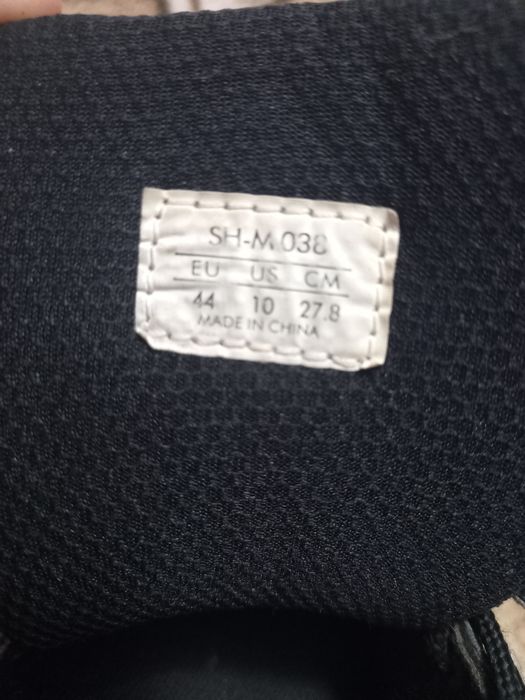 SH-M 038
EU US CM
44 10 27.8
MADE IN CHINA